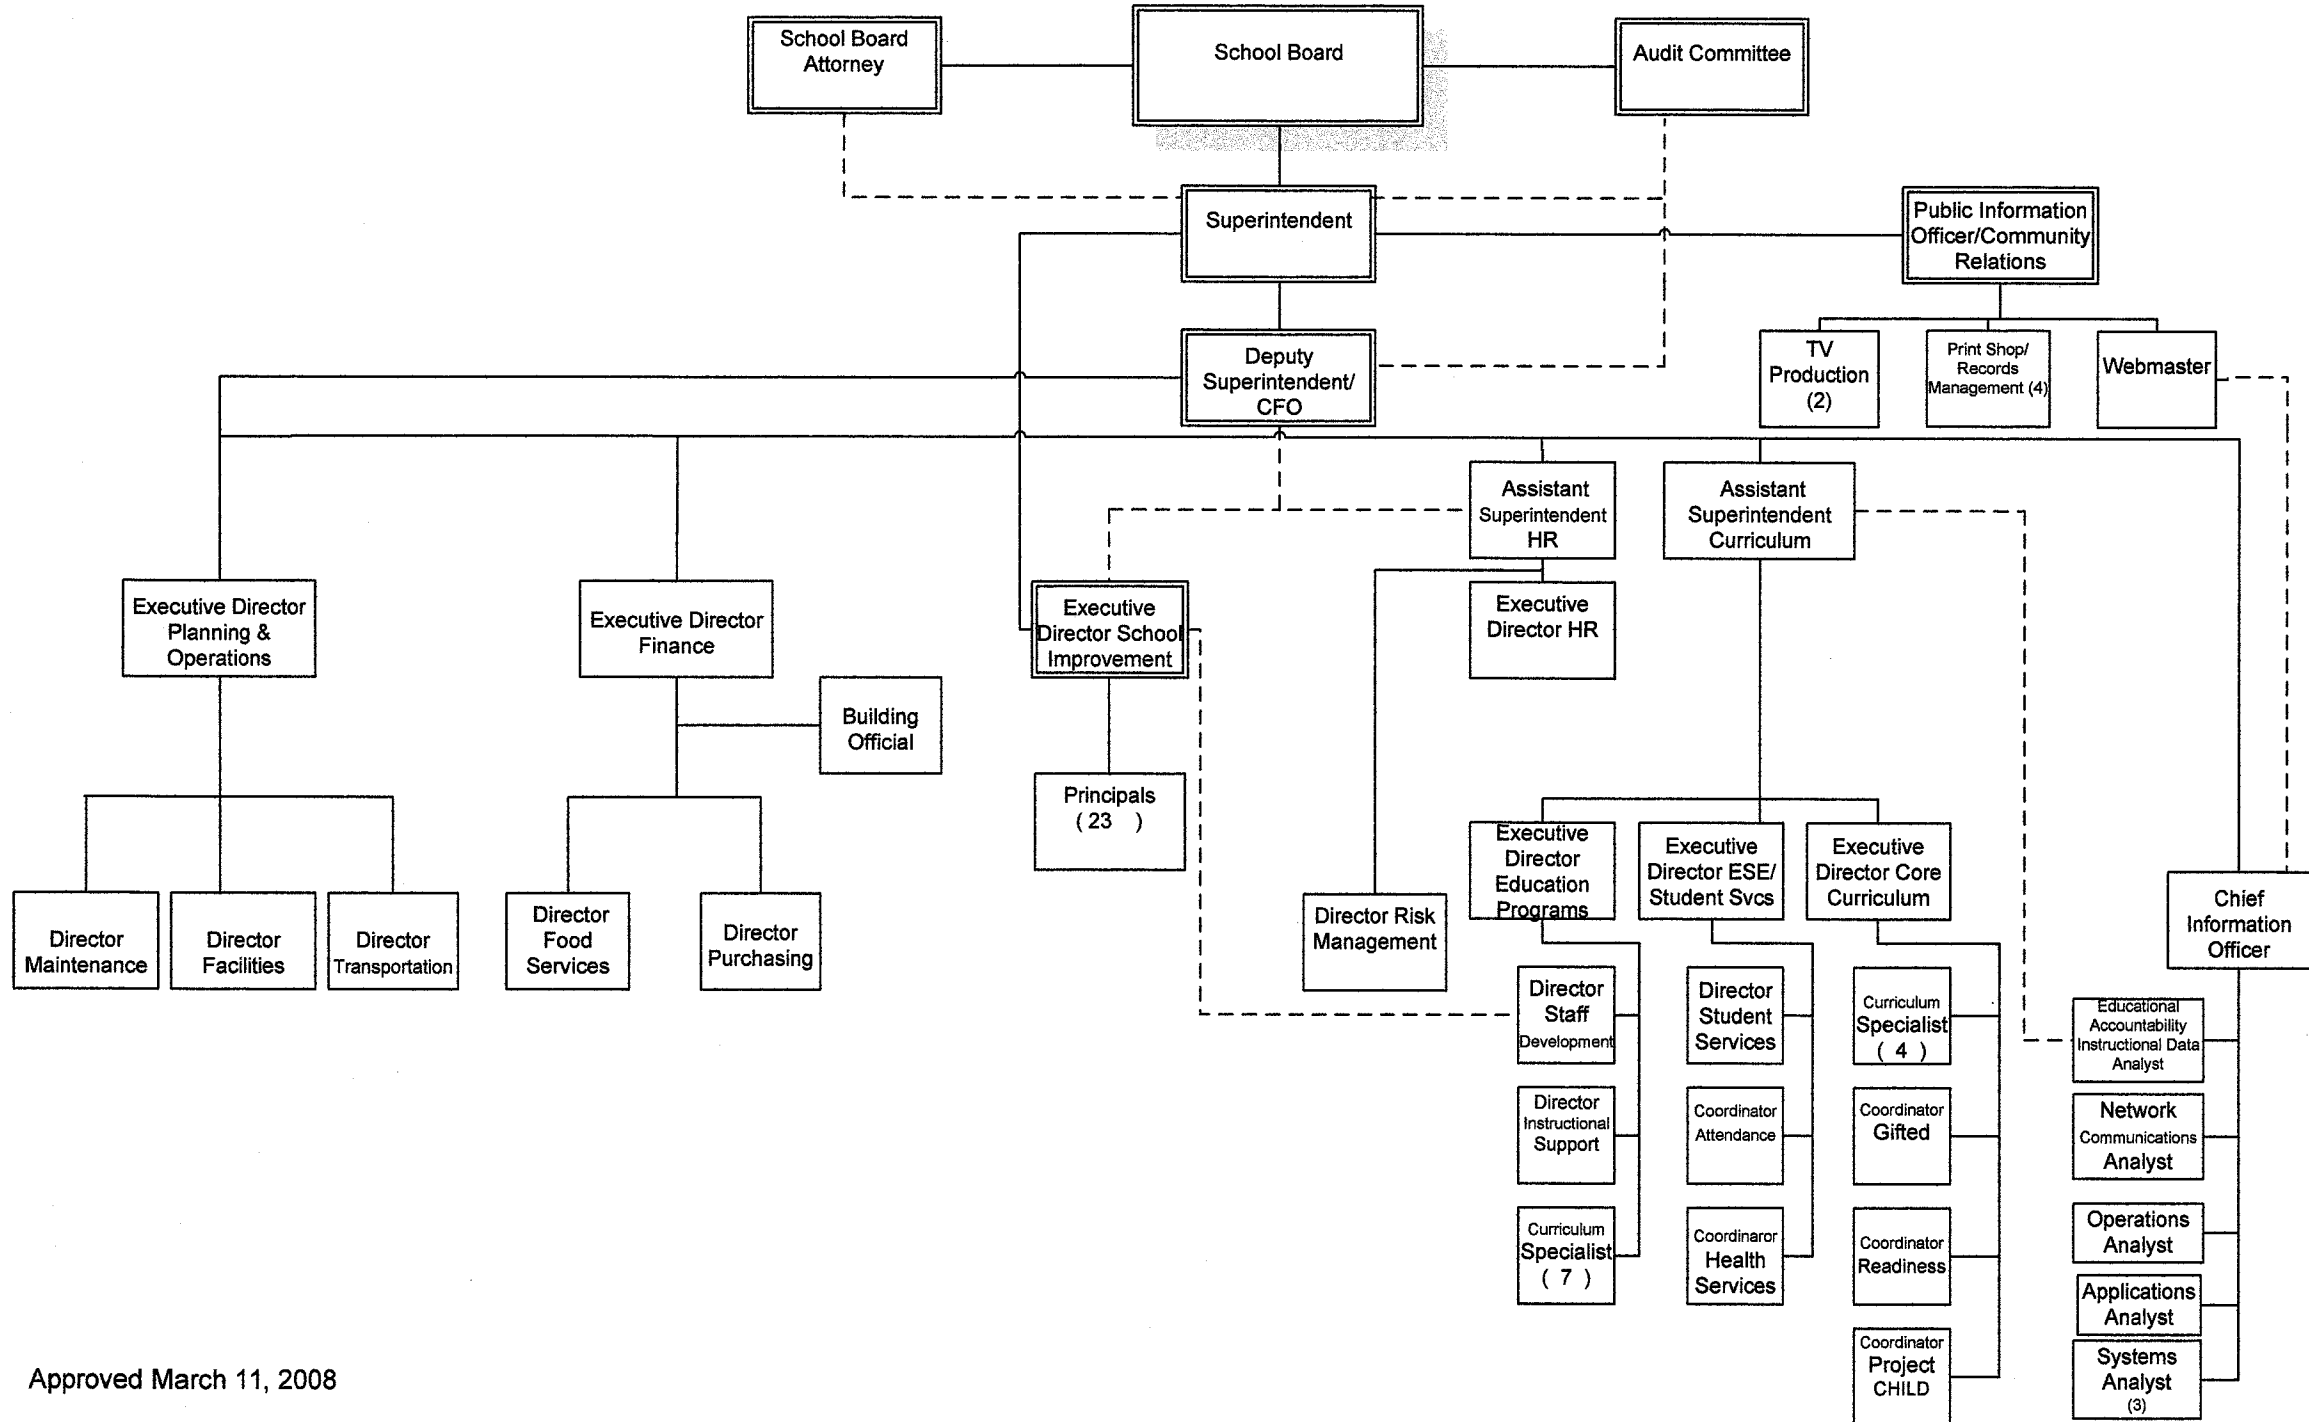 School Board
Attorney
School Board
Audit Committee
Superintendent
Public Information
Officer/Community
Relations
Deputy
Superintendent/
CFO
TV
Production
(2)
Print Shop/
Records
Management (4)
Webmaster
Assistant
Superintendent
HR
Assistant
Superintendent
Curriculum
Executive Director
Planning &
Operations
Executive Director
Finance
Executive
Director School
Improvement
Executive
Director HR
Building
Official
Principals
( 23 )
Executive
Director
Education
Programs
Executive
Director ESE/
Student Svcs
Executive
Director Core
Curriculum
Director
Maintenance
Director
Facilities
Director
Transportation
Director
Food
Services
Director
Purchasing
Director Risk
Management
Chief
Information
Officer
Director
Staff
Development
Director
Student
Services
Curriculum
Specialist
( 4 )
Educational
Accountability
Instructional Data
Analyst
Director
Instructional
Support
Coordinator
Attendance
Coordinator
Gifted
Network
Communications
Analyst
Curriculum
Specialist
( 7 )
Coordinaror
Health
Services
Coordinator
Readiness
Operations
Analyst
Applications
Analyst
Coordinator
Project
CHILD
Systems
Analyst
(3)
Approved March 11, 2008